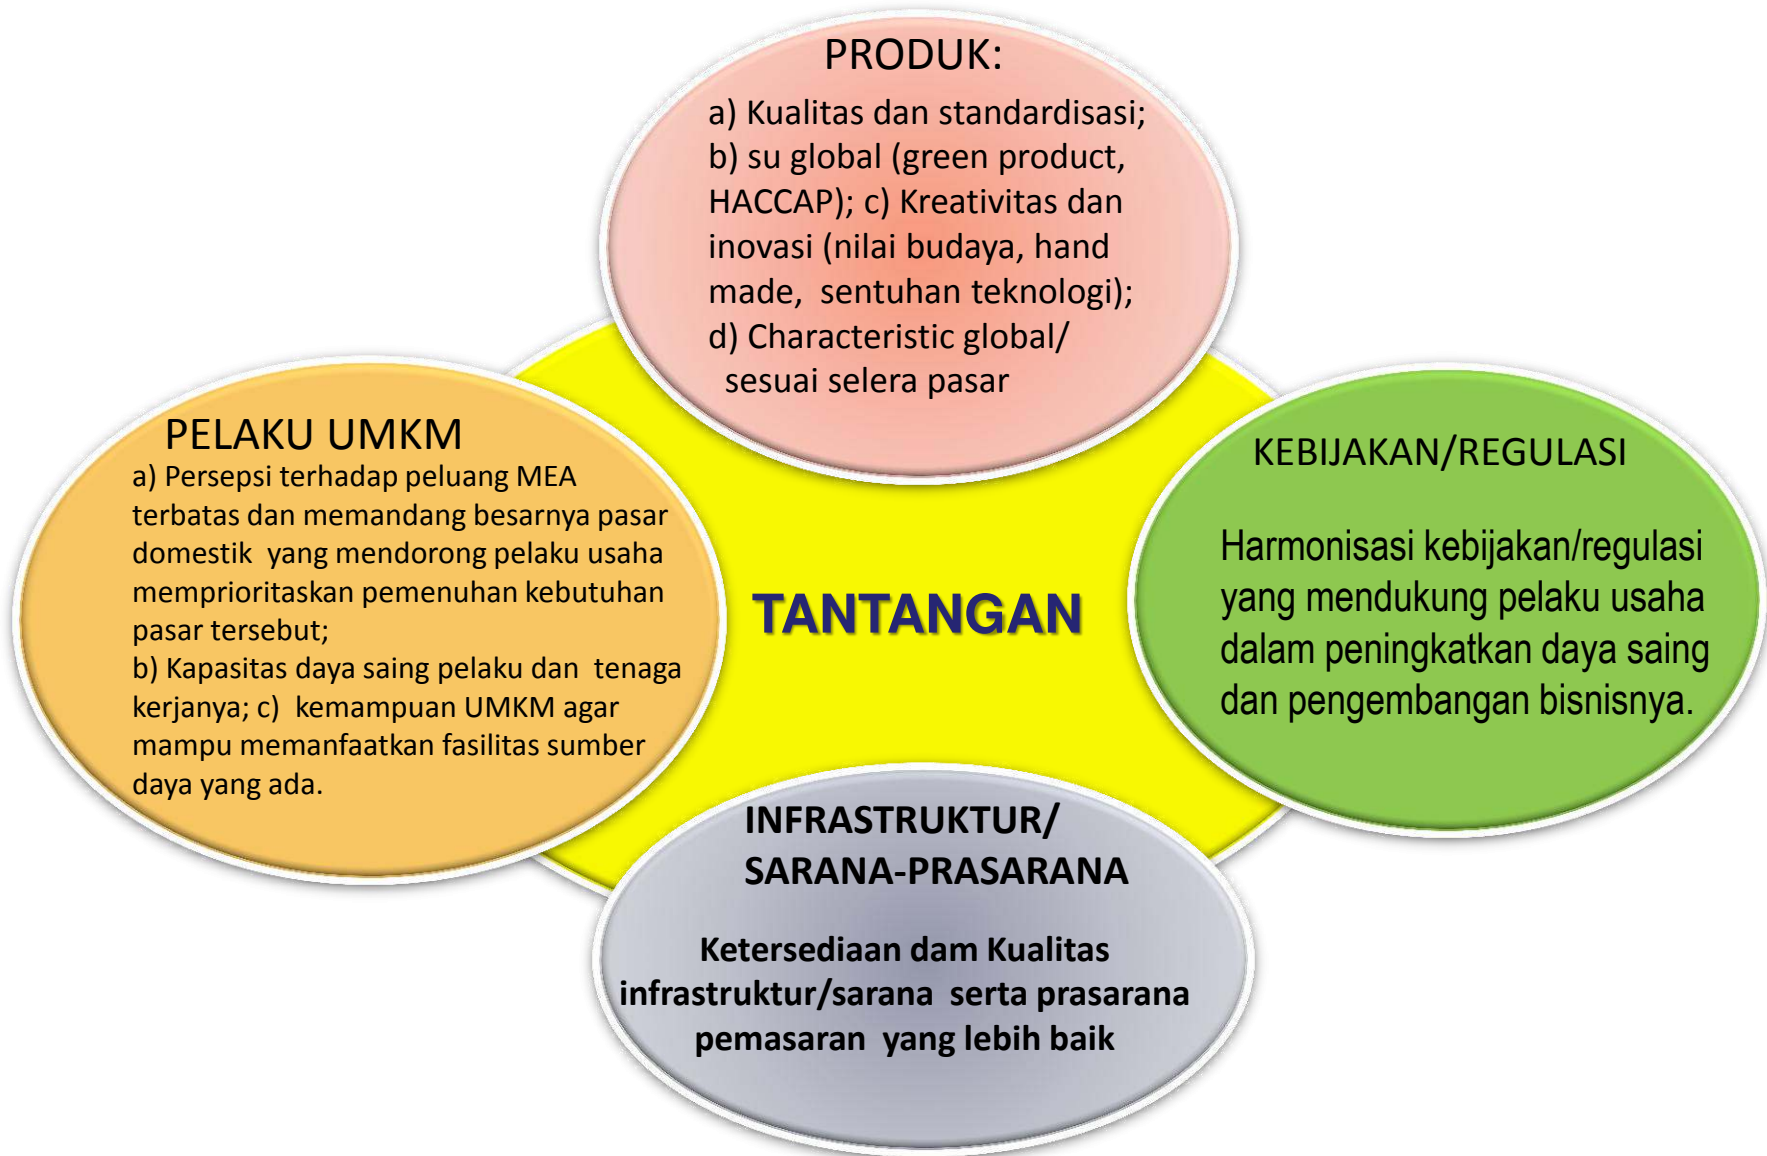 PRODUK:
a) Kualitas dan standardisasi;
b) su global (green product,
HACCAP); c) Kreativitas dan
inovasi (nilai budaya, hand
made, sentuhan teknologi);
d) Characteristic global/
sesuai selera pasar
PELAKU UMKM
a) Persepsi terhadap peluang MEA
terbatas dan memandang besarnya pasar
domestik yang mendorong pelaku usaha
memprioritaskan pemenuhan kebutuhan
pasar tersebut;
b) Kapasitas daya saing pelaku dan tenaga
kerjanya; c) kemampuan UMKM agar
mampu memanfaatkan fasilitas sumber
daya yang ada.
TANTANGAN
KEBIJAKAN/REGULASI
Harmonisasi kebijakan/regulasi
yang mendukung pelaku usaha
dalam peningkatkan daya saing
dan pengembangan bisnisnya.
INFRASTRUKTUR/
SARANA-PRASARANA
Ketersediaan dam Kualitas
infrastruktur/sarana serta prasarana
pemasaran yang lebih baik